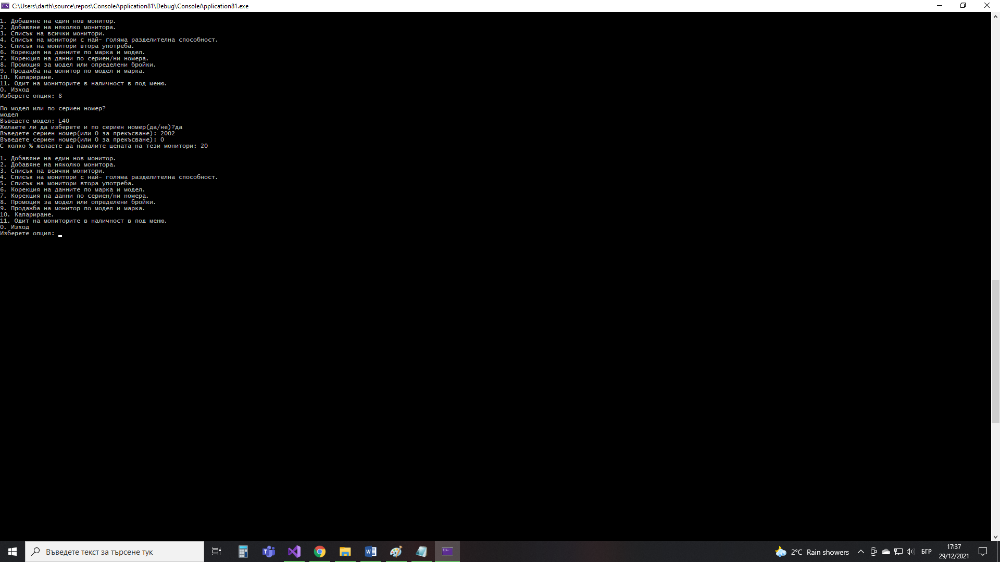 C:\Users\darth\source\repos\ConsoleApplication81\Debug\ConsoleApplication81.exe
1. Добавяне на един нов монитор.
2. Добавяне на няколко монитора.
3. Списък на всички монитори.
4. Списък на монитори с най- голяма разделителна способност.
5. Списък на монитори втора употреба.
6. Корекция на данните по марка и модел.
7. Корекция на данни по сериен/ни номера.
8. Промоция за модел или определени бройки.
9. Продажба на монитор по модел и марка.
10. Капариране.
11. Одит на мониторите в наличност в под меню.
0. Изход
Изберете опция: 8
По модел или по сериен номер?
модел
Въведете модел: L40
Желаете ли да изберете и по сериен номер(да/не)?да
Въведете сериен номер(или 0 за прекъсване): 2002
Въведете сериен номер(или 0 за прекъсване): 0
С колко % желаете да намалите цената на тези монитори: 20
1. Добавяне на един нов монитор.
2. Добавяне на няколко монитора.
3. Списък на всички монитори.
4. Списък на монитори с най- голяма разделителна способност.
5. Списък на монитори втора употреба.
6. Корекция на данните по марка и модел.
7. Корекция на данни по сериен/ни номера.
8. Промоция за модел или определени бройки.
9. Продажба на монитор по модел и марка.
10. Капариране.
11. Одит на мониторите в наличност в под меню.
0. Изход
Изберете опция:
Въведете текст за търсене тук
2°C Rain showers
БГР
17:37
29/12/2021